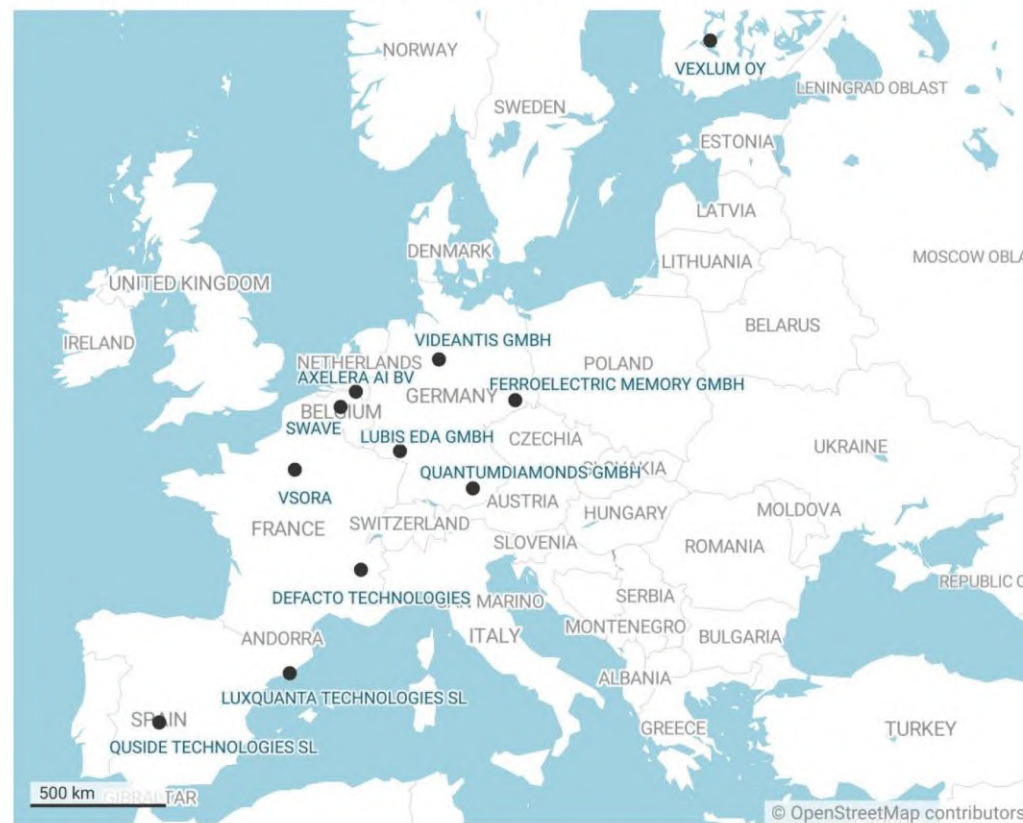 NORWAY
VEXLUM OY
LENINGRAD OBLAST
SWEDEN
ESTONIA
LATVIA
DENMARK
LITHUANIA
MOSCOW OBLA
UNITED KINGDOM
BELARUS
IRELAND
VIDEANTIS GMBH
NETHERLANDS
POLAND
AXELERA AI BV
FERROELECTRIC MEMORY GMBH
GERMANY
BELGIUM
SWAVE
LUBIS EDA GMBH
CZECHIA
UKRAINE
QUANTUMDIAMONDS GMBH
SLOVAKIA
VSORA
AUSTRIA
HUNGARY
MOLDOVA
FRANCE
SWITZERLAND
SLOVENIA
ROMANIA
REPUBLIC O
DEFACTO TECHNOLOGIES
SAN MARINO
SERBIA
ANDORRA
ITALY
MONTENEGRO
BULGARIA
ALBANIA
LUXQUANTA TECHNOLOGIES SL
SPAIN
GREECE
TURKEY
QUSIDE TECHNOLOGIES SL
500 km
GIBRALTAR
© OpenStreetMap contributors